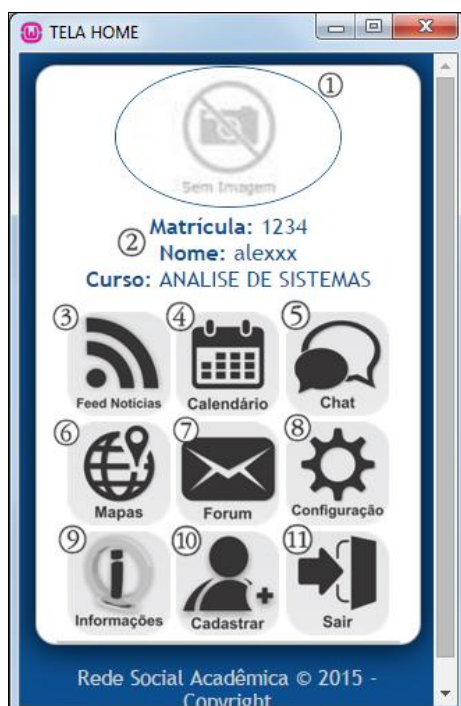 TELA HOME
①
Sem Imagem
Matrícula: 1234
② Nome: alexxx
Curso: ANALISE DE SISTEMAS
③ ④ ⑤
Feed Noticias Calendário Chat
⑥ ⑦ ⑧
Mapas Forum Configuração
⑨ ⑩ ⑪
Informações Cadastrar Sair
Rede Social Acadêmica © 2015 -
Copyright